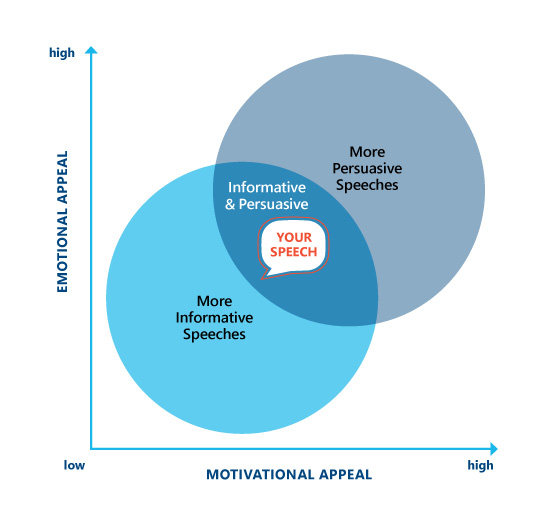 high
EMOTIONAL APPEAL
More
Persuasive
Speeches
Informative
& Persuasive
YOUR
SPEECH
More
Informative
Speeches
low
high
MOTIVATIONAL APPEAL